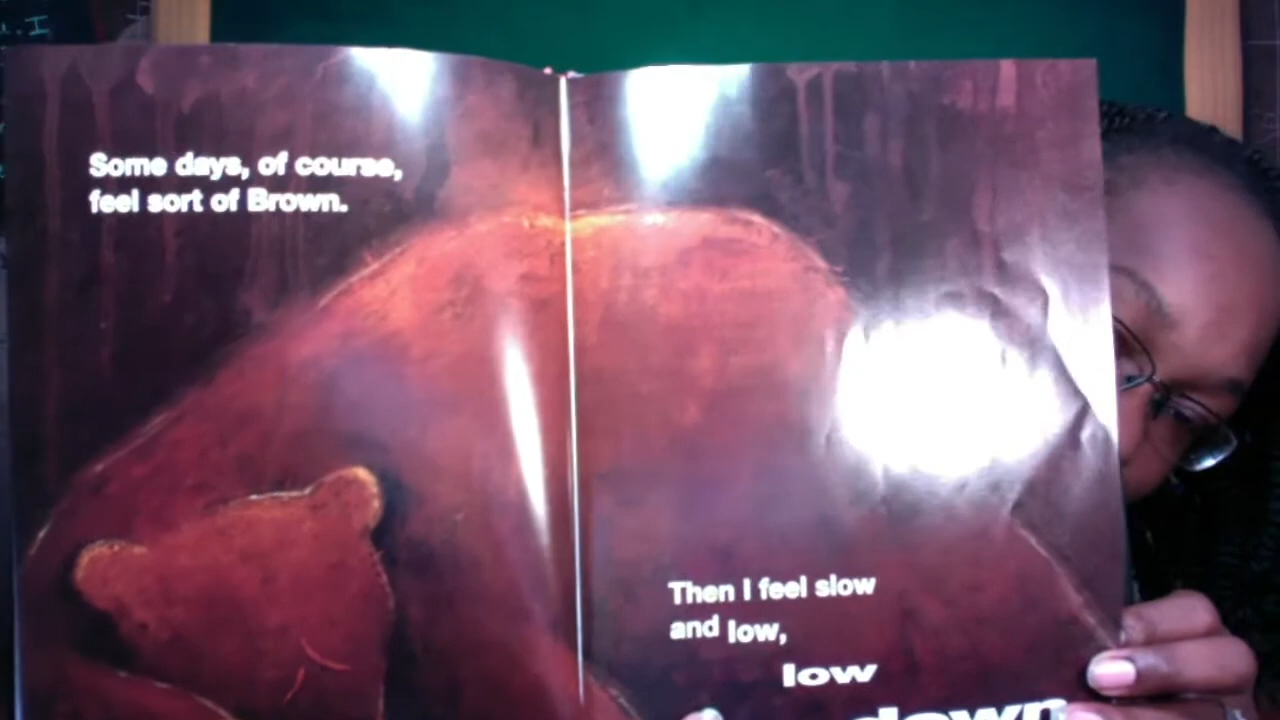 Some days, of course,
feel sort of Brown.
Then I feel slow
and low,
low
down